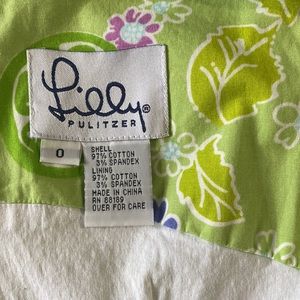 Lilly®
PULITZER
0
SHELL
97% COTTON
3% SPANDEX
LINING
97% COTTON
3% SPANDEX
MADE IN CHINA
RN 88189
OVER FOR CARE